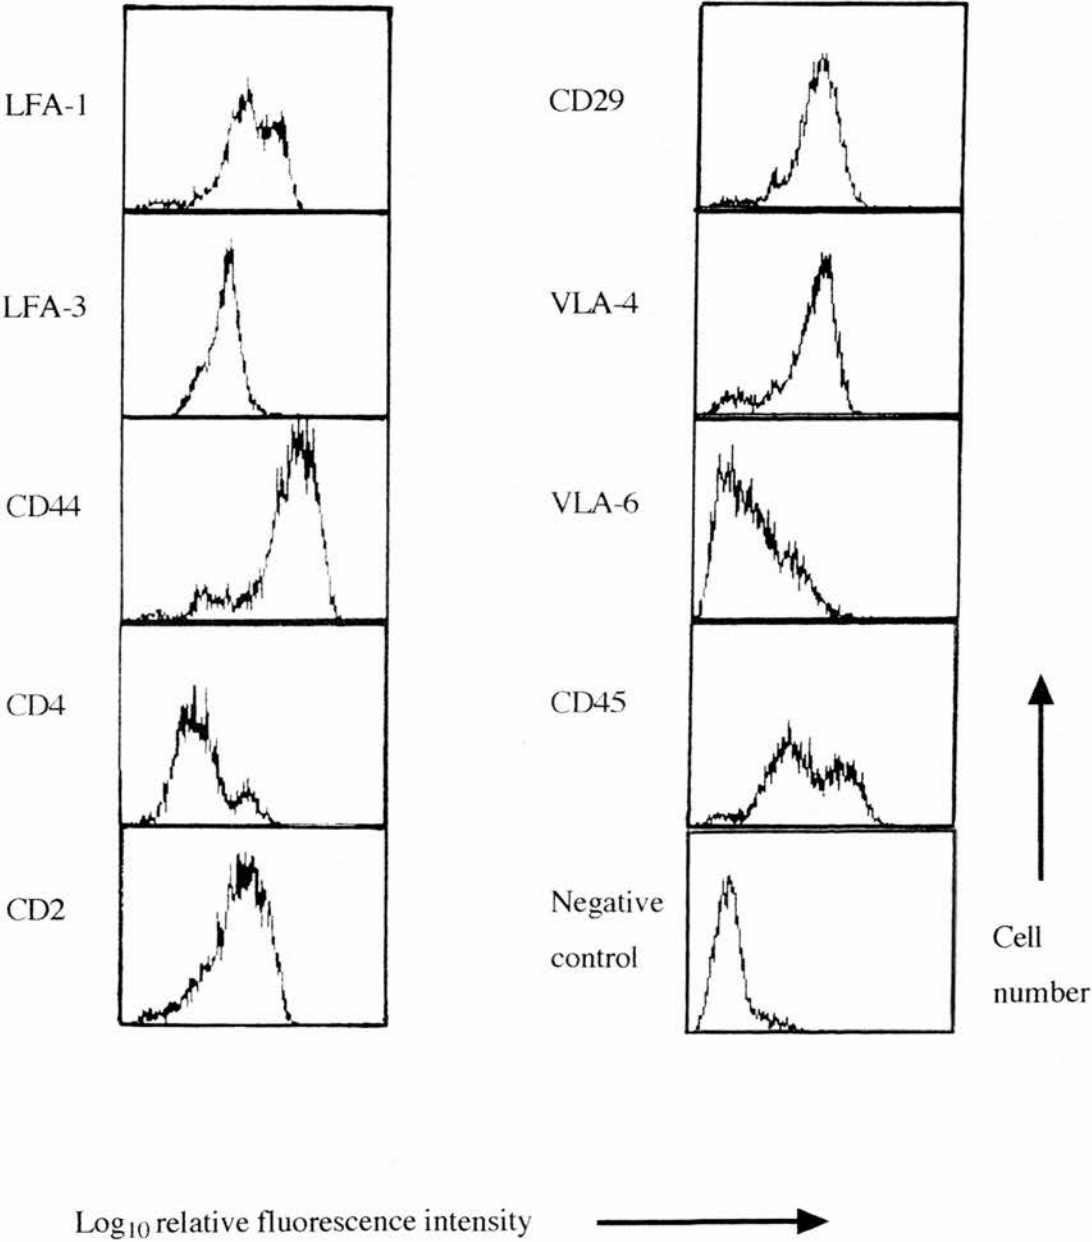 LFA-1
LFA-3
CD44
CD4
CD2
CD29
VLA-4
VLA-6
CD45
Negative
control
Cell
number
Log10 relative fluorescence intensity